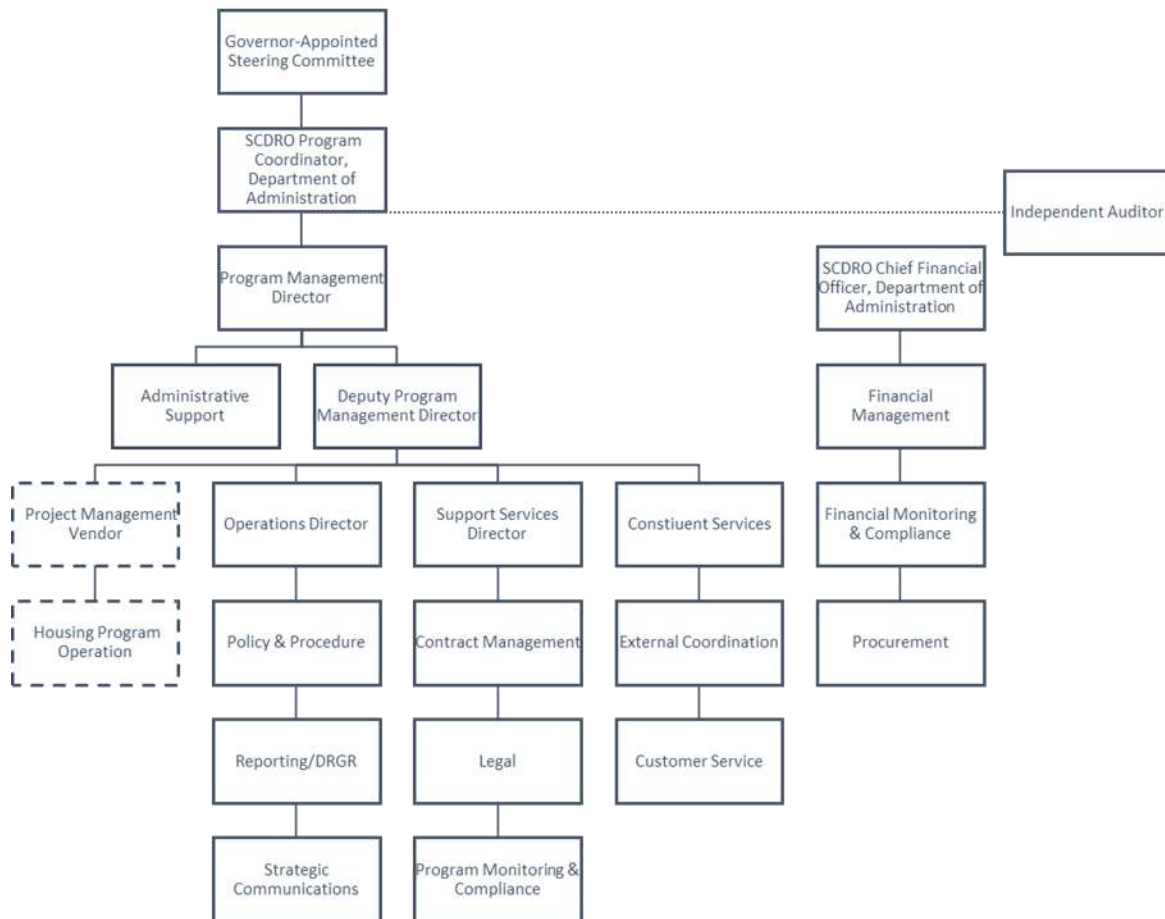 Governor-Appointed
Steering Committee
SCDRO Program
Coordinator,
Department of
Administration
Independent Auditor
Program Management
Director
SCDRO Chief Financial
Officer, Department of
Administration
Administrative
Support
Deputy Program
Management Director
Financial
Management
Project Management
Vendor
Operations Director
Support Services
Director
Constiuent Services
Financial Monitoring
& Compliance
Housing Program
Operation
Policy & Procedure
Contract Management
External Coordination
Procurement
Reporting/DRGR
Legal
Customer Service
Strategic
Communications
Program Monitoring &
Compliance